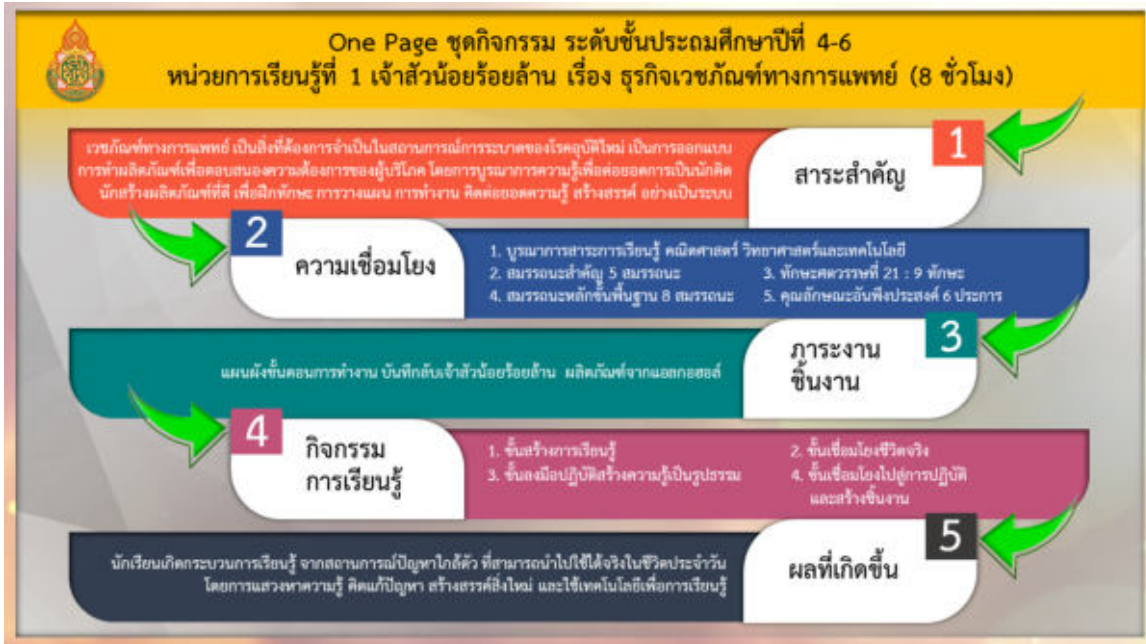 One Page ชุดกิจกรรม ระดับชั้นประถมศึกษาปีที่ 4-6
หน่วยการเรียนรู้ที่ 1 เจ้าสัวน้อยร้อยล้าน เรื่อง ธุรกิจเวชภัณฑ์ทางการแพทย์ (8 ชั่วโมง)
1
สาระสำคัญ
เวชภัณฑ์ทางการแพทย์ เป็นสิ่งที่ต้องการจำเป็นในสถานการณ์การระบาดของโรคอุบัติใหม่ เป็นการออกแบบ
การทำผลิตภัณฑ์เพื่อตอบสนองความต้องการของผู้บริโภค โดยการบูรณาการความรู้เพื่อต่อยอดการเป็นนักคิด
นักสร้างผลิตภัณฑ์ที่ดี เพื่อฝึกทักษะ การวางแผน การทำงาน คิดต่อยอดความรู้ สร้างสรรค์ อย่างเป็นระบบ
2
ความเชื่อมโยง
1. บูรณาการสาระการเรียนรู้ คณิตศาสตร์ วิทยาศาสตร์และเทคโนโลยี
2. สมรรถนะสำคัญ 5 สมรรถนะ 3. ทักษะศตวรรษที่ 21 : 9 ทักษะ
4. สมรรถนะหลักขั้นพื้นฐาน 8 สมรรถนะ 5. คุณลักษณะอันพึงประสงค์ 6 ประการ
3
ภาระงาน
ชิ้นงาน
แผนผังขั้นตอนการทำงาน บันทึกลับเจ้าสัวน้อยร้อยล้าน ผลิตภัณฑ์จากแอลกอฮอล์
4
กิจกรรม
การเรียนรู้
1. ขั้นสร้างการเรียนรู้ 2. ขั้นเชื่อมโยงชีวิตจริง
3. ขั้นลงมือปฏิบัติสร้างความรู้เป็นรูปธรรม 4. ขั้นเชื่อมโยงไปสู่การปฏิบัติ
และสร้างชิ้นงาน
5
ผลที่เกิดขึ้น
นักเรียนเกิดกระบวนการเรียนรู้ จากสถานการณ์ปัญหาใกล้ตัว ที่สามารถนำไปใช้ได้จริงในชีวิตประจำวัน
โดยการแสวงหาความรู้ คิดแก้ปัญหา สร้างสรรค์สิ่งใหม่ และใช้เทคโนโลยีเพื่อการเรียนรู้